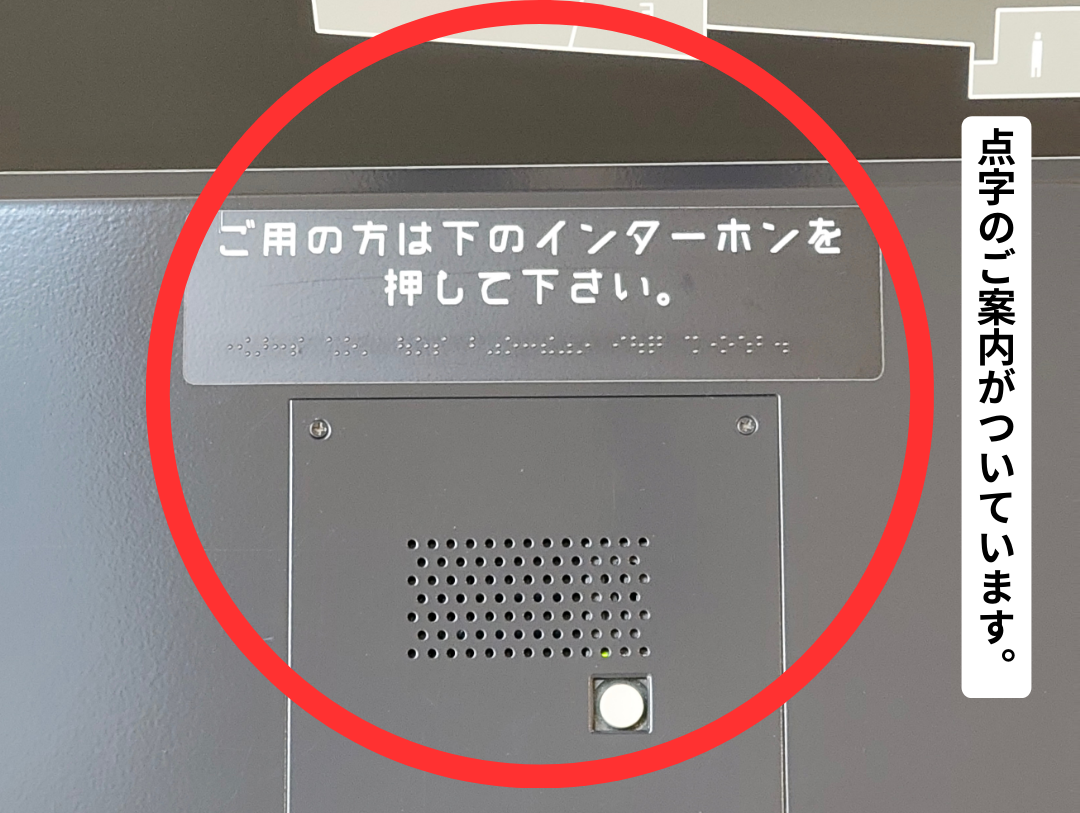 3
ご用の方は下のインターホンを
押して下さい。
点字のご案内がついています。